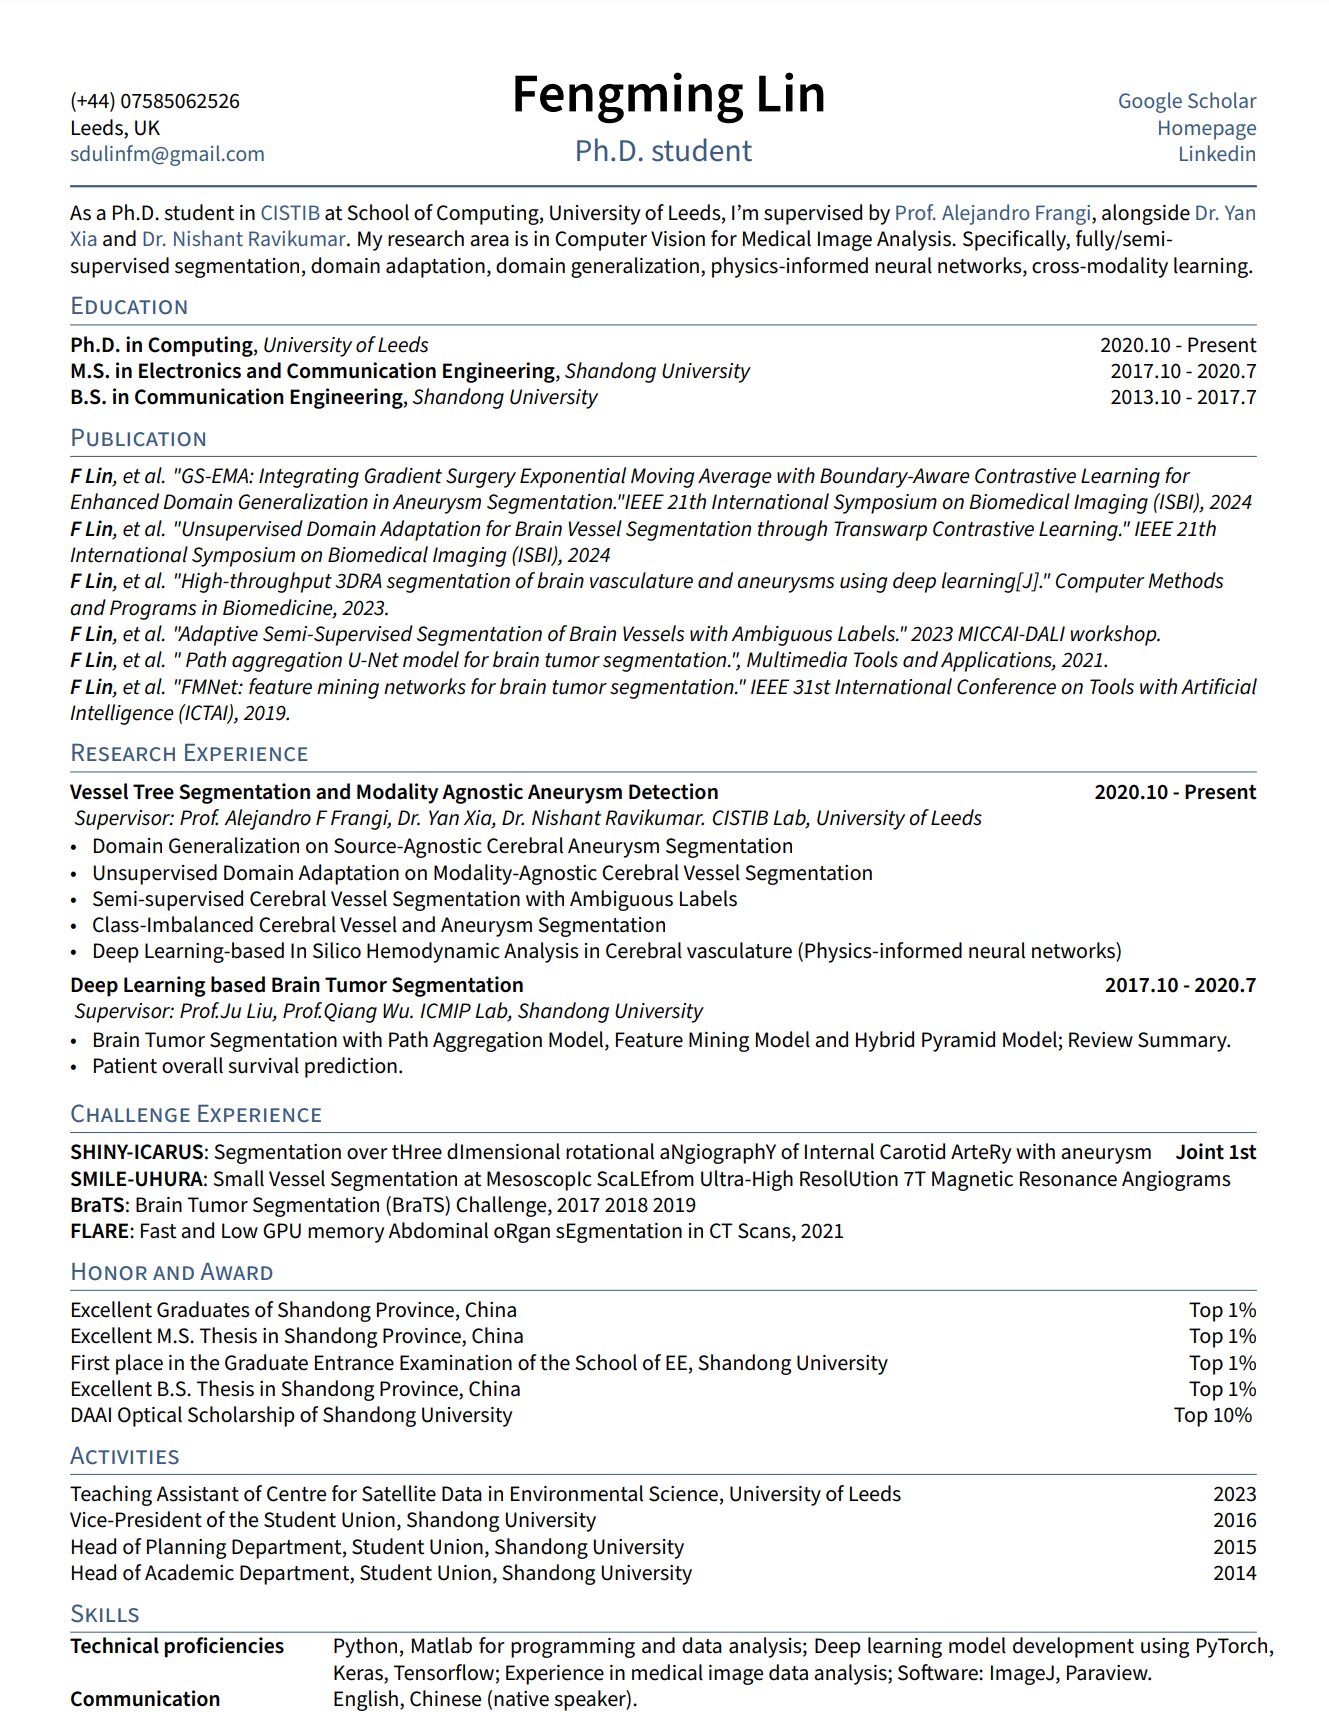 Fengming Lin
Ph.D. student
(+44) 07585062526
Leeds, UK
sdulinfm@gmail.com
Google Scholar
Homepage
Linkedin
As a Ph.D. student in CISTIB at School of Computing, University of Leeds, I'm supervised by Prof. Alejandro Frangi, alongside Dr. Yan
Xia and Dr. Nishant Ravikumar. My research area is in Computer Vision for Medical Image Analysis. Specifically, fully/semi-
supervised segmentation, domain adaptation, domain generalization, physics-informed neural networks, cross-modality learning.
EDUCATION
Ph.D. in Computing, University of Leeds 2020.10 - Present
M.S. in Electronics and Communication Engineering, Shandong University 2017.10 - 2020.7
B.S. in Communication Engineering, Shandong University 2013.10 - 2017.7
PUBLICATION
F Lin, et al. "GS-EMA: Integrating Gradient Surgery Exponential Moving Average with Boundary-Aware Contrastive Learning for
Enhanced Domain Generalization in Aneurysm Segmentation."IEEE 21th International Symposium on Biomedical Imaging (ISBI), 2024
F Lin, et al. "Unsupervised Domain Adaptation for Brain Vessel Segmentation through Transwarp Contrastive Learning." IEEE 21th
International Symposium on Biomedical Imaging (ISBI), 2024
F Lin, et al. "High-throughput 3DRA segmentation of brain vasculature and aneurysms using deep learning[J]." Computer Methods
and Programs in Biomedicine, 2023.
F Lin, et al. "Adaptive Semi-Supervised Segmentation of Brain Vessels with Ambiguous Labels." 2023 MICCAI-DALI workshop.
F Lin, et al. " Path aggregation U-Net model for brain tumor segmentation.", Multimedia Tools and Applications, 2021.
F Lin, et al. "FMNet: feature mining networks for brain tumor segmentation." IEEE 31st International Conference on Tools with Artificial
Intelligence (ICTAI), 2019.
RESEARCH EXPERIENCE
Vessel Tree Segmentation and Modality Agnostic Aneurysm Detection 2020.10 - Present
Supervisor: Prof. Alejandro F Frangi, Dr. Yan Xia, Dr. Nishant Ravikumar. CISTIB Lab, University of Leeds
• Domain Generalization on Source-Agnostic Cerebral Aneurysm Segmentation
• Unsupervised Domain Adaptation on Modality-Agnostic Cerebral Vessel Segmentation
• Semi-supervised Cerebral Vessel Segmentation with Ambiguous Labels
• Class-Imbalanced Cerebral Vessel and Aneurysm Segmentation
• Deep Learning-based In Silico Hemodynamic Analysis in Cerebral vasculature (Physics-informed neural networks)
Deep Learning based Brain Tumor Segmentation 2017.10 - 2020.7
Supervisor: Prof.Ju Liu, Prof.Qiang Wu. ICMIP Lab, Shandong University
• Brain Tumor Segmentation with Path Aggregation Model, Feature Mining Model and Hybrid Pyramid Model; Review Summary.
• Patient overall survival prediction.
CHALLENGE EXPERIENCE
SHINY-ICARUS: Segmentation over tHree dImensional rotational aNgiographY of Internal Carotid ArteRy with aneurysm Joint 1st
SMILE-UHURA: Small Vessel Segmentation at MesoscopIc ScaLEfrom Ultra-High ResolUtion 7T Magnetic Resonance Angiograms
BraTS: Brain Tumor Segmentation (BraTS) Challenge, 2017 2018 2019
FLARE: Fast and Low GPU memory Abdominal oRgan sEgmentation in CT Scans, 2021
HONOR AND AWARD
Excellent Graduates of Shandong Province, China Top 1%
Excellent M.S. Thesis in Shandong Province, China Top 1%
First place in the Graduate Entrance Examination of the School of EE, Shandong University Top 1%
Excellent B.S. Thesis in Shandong Province, China Top 1%
DAAI Optical Scholarship of Shandong University Top 10%
ACTIVITIES
Teaching Assistant of Centre for Satellite Data in Environmental Science, University of Leeds 2023
Vice-President of the Student Union, Shandong University 2016
Head of Planning Department, Student Union, Shandong University 2015
Head of Academic Department, Student Union, Shandong University 2014
SKILLS
Technical proficiencies Python, Matlab for programming and data analysis; Deep learning model development using PyTorch,
Keras, Tensorflow; Experience in medical image data analysis; Software: ImageJ, Paraview.
Communication English, Chinese (native speaker).